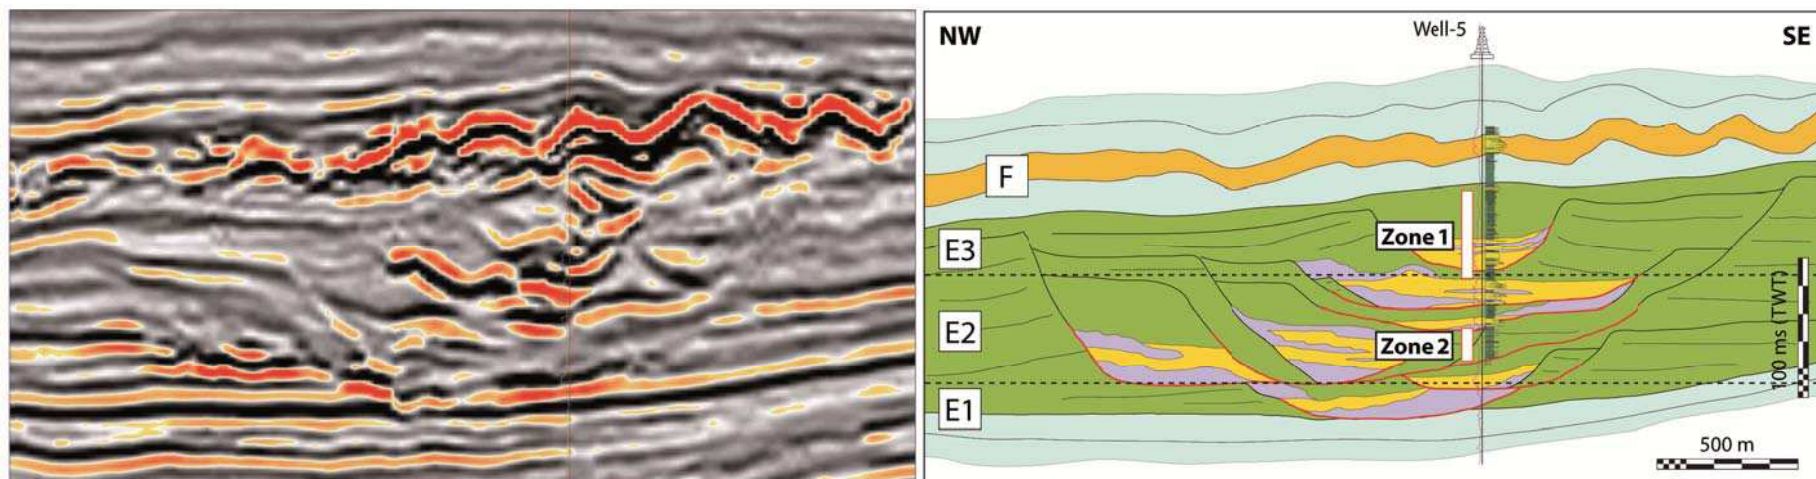 NW
Well-5
SE
F
E3
Zone 1
E2
Zone 2
E1
100 ms (TWT)
500 m